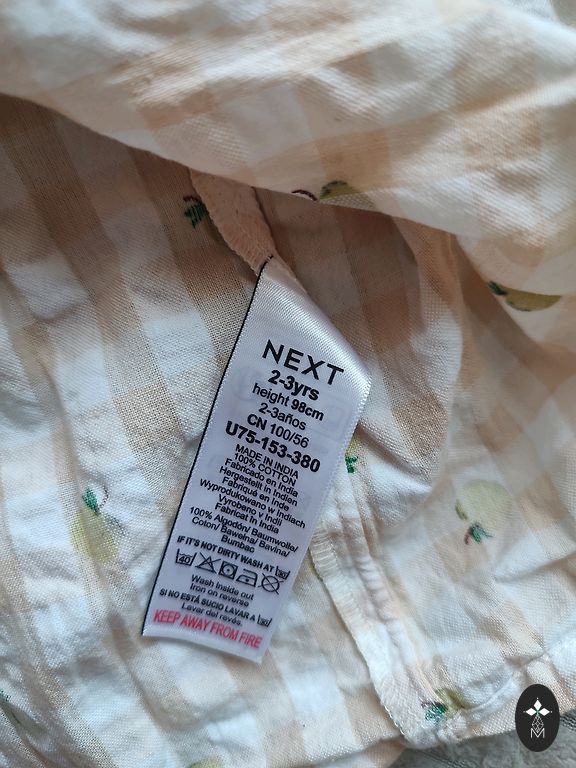 NEXT
2-3yrs
height 98cm
2-3años
CN 100/56
U75-153-380
MADE IN INDIA
100% COTTON
Fabricado en India
Hergestellt in Indien
Fabriqué en Inde
Wyprodukowano w Indiach
Vyrobeno v Indii
Fabricat în India
100% Algodón/ Baumwolle/
Coton/ Bawełna/ Bavlna/
Bumbac
IF IT'S NOT DIRTY WASH AT 30
40
Wash inside out
Iron on reverse
SI NO ESTÁ SUCIO LAVAR A 30
Lavar del revés.
KEEP AWAY FROM FIRE
M